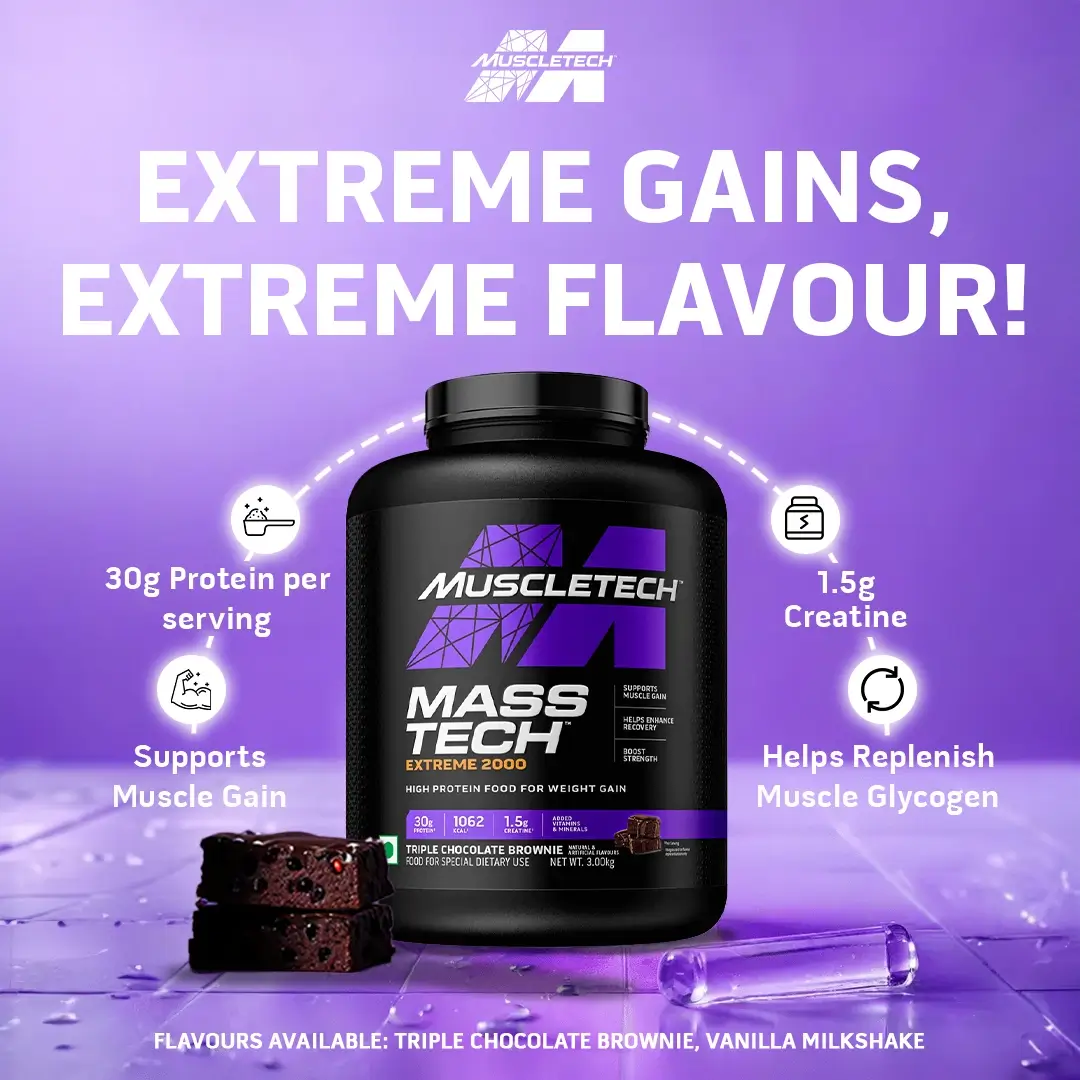 MUSCLETECH
EXTREME GAINS,
EXTREME FLAVOUR!
30g Protein per
serving
1.5g
Creatine
Supports
Muscle Gain
Helps Replenish
Muscle Glycogen
MUSCLETECH™
MASS
TECH™
EXTREME 2000
HIGH PROTEIN FOOD FOR WEIGHT GAIN
SUPPORTS
MUSCLE GAIN
HELPS ENHANCE
RECOVERY
BOOST
STRENGTH
30g
PROTEIN
1062
KCAL
1.5g
CREATINE
ADDED
VITAMINS
& MINERALS
TRIPLE CHOCOLATE BROWNIE
NATURAL &
ARTIFICIAL FLAVOURS
FOOD FOR SPECIAL DIETARY USE
NET WT. 3.00kg
FLAVOURS AVAILABLE: TRIPLE CHOCOLATE BROWNIE, VANILLA MILKSHAKE